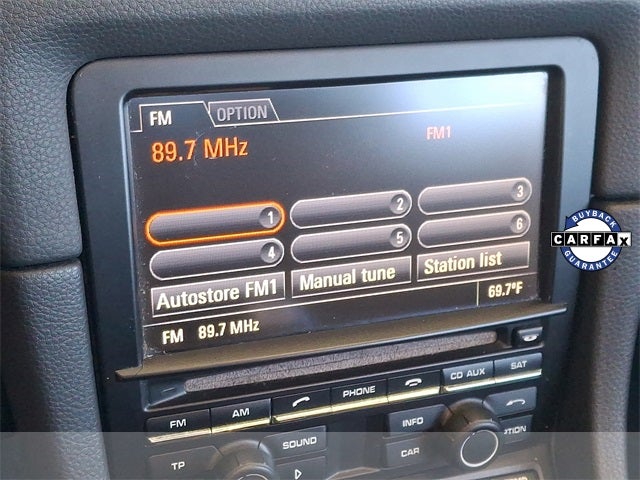 FM OPTION
89.7 MHz FM1
1 2 3
4 5 6
Autostore FM1 Manual tune Station list
FM 89.7 MHz 69.7°F
FM AM PHONE CD AUX SAT
TP SOUND INFO
CAR
BUYBACK
CARFAX
GUARANTEE